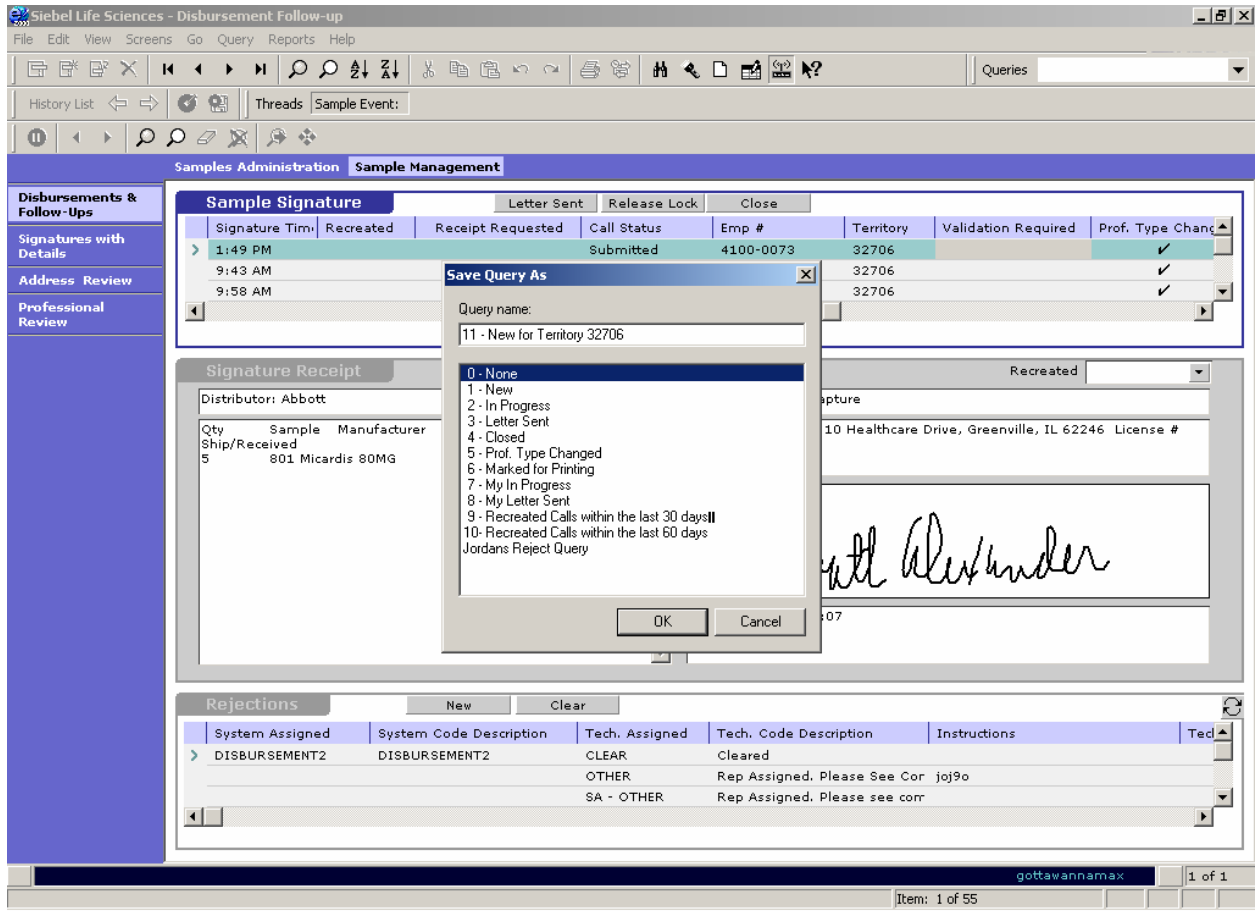 Siebel Life Sciences - Disbursement Follow-up
File Edit View Screens Go Query Reports Help
Queries
History List Threads Sample Event:
Samples Administration Sample Management
Disbursements &
Follow-Ups
Signatures with
Details
Address Review
Professional
Review
Sample Signature Letter Sent Release Lock Close
Signature Time Recreated Receipt Requested Call Status Emp # Territory Validation Required Prof. Type Chang
1:49 PM Submitted 4100-0073 32706 ✔
9:43 AM 32706 ✔
9:58 AM 32706 ✔
Save Query As
Query name:
11 - New for Territory 32706
0 - None
1 - New
2 - In Progress
3 - Letter Sent
4 - Closed
5 - Prof. Type Changed
6 - Marked for Printing
7 - My In Progress
8 - My Letter Sent
9 - Recreated Calls within the last 30 days
10- Recreated Calls within the last 60 days
Jordans Reject Query
OK Cancel
Signature Receipt Recreated
Distributor: Abbott apture
Qty Sample Manufacturer
Ship/Received
5 801 Micardis 80MG
10 Healthcare Drive, Greenville, IL 62246 License #
Alexander
:07
Rejections New Clear
System Assigned System Code Description Tech. Assigned Tech. Code Description Instructions Tec
DISBURSEMENT2 DISBURSEMENT2 CLEAR Cleared
OTHER Rep Assigned. Please See Cor joj9o
SA - OTHER Rep Assigned. Please see com
gottawannamax 1 of 1
Item: 1 of 55